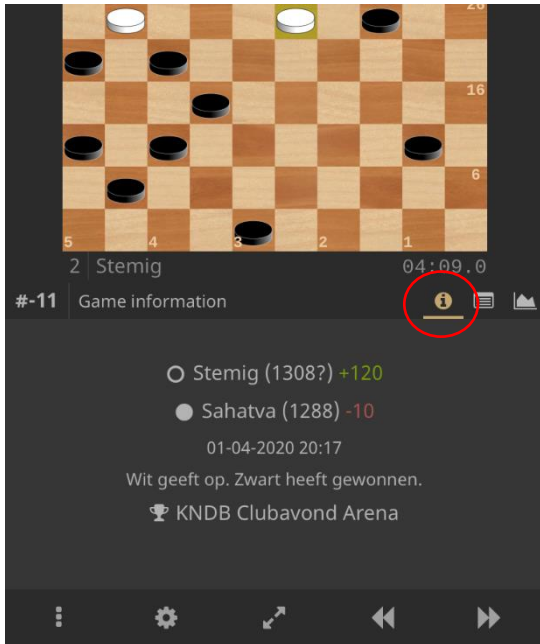 26
16
6
5 4 3 2 1
2 Stemig 04:09.0
#-11 Game information
Stemig (1308?) +120
Sahatva (1288) -10
01-04-2020 20:17
Wit geeft op. Zwart heeft gewonnen.
KNDB Clubavond Arena